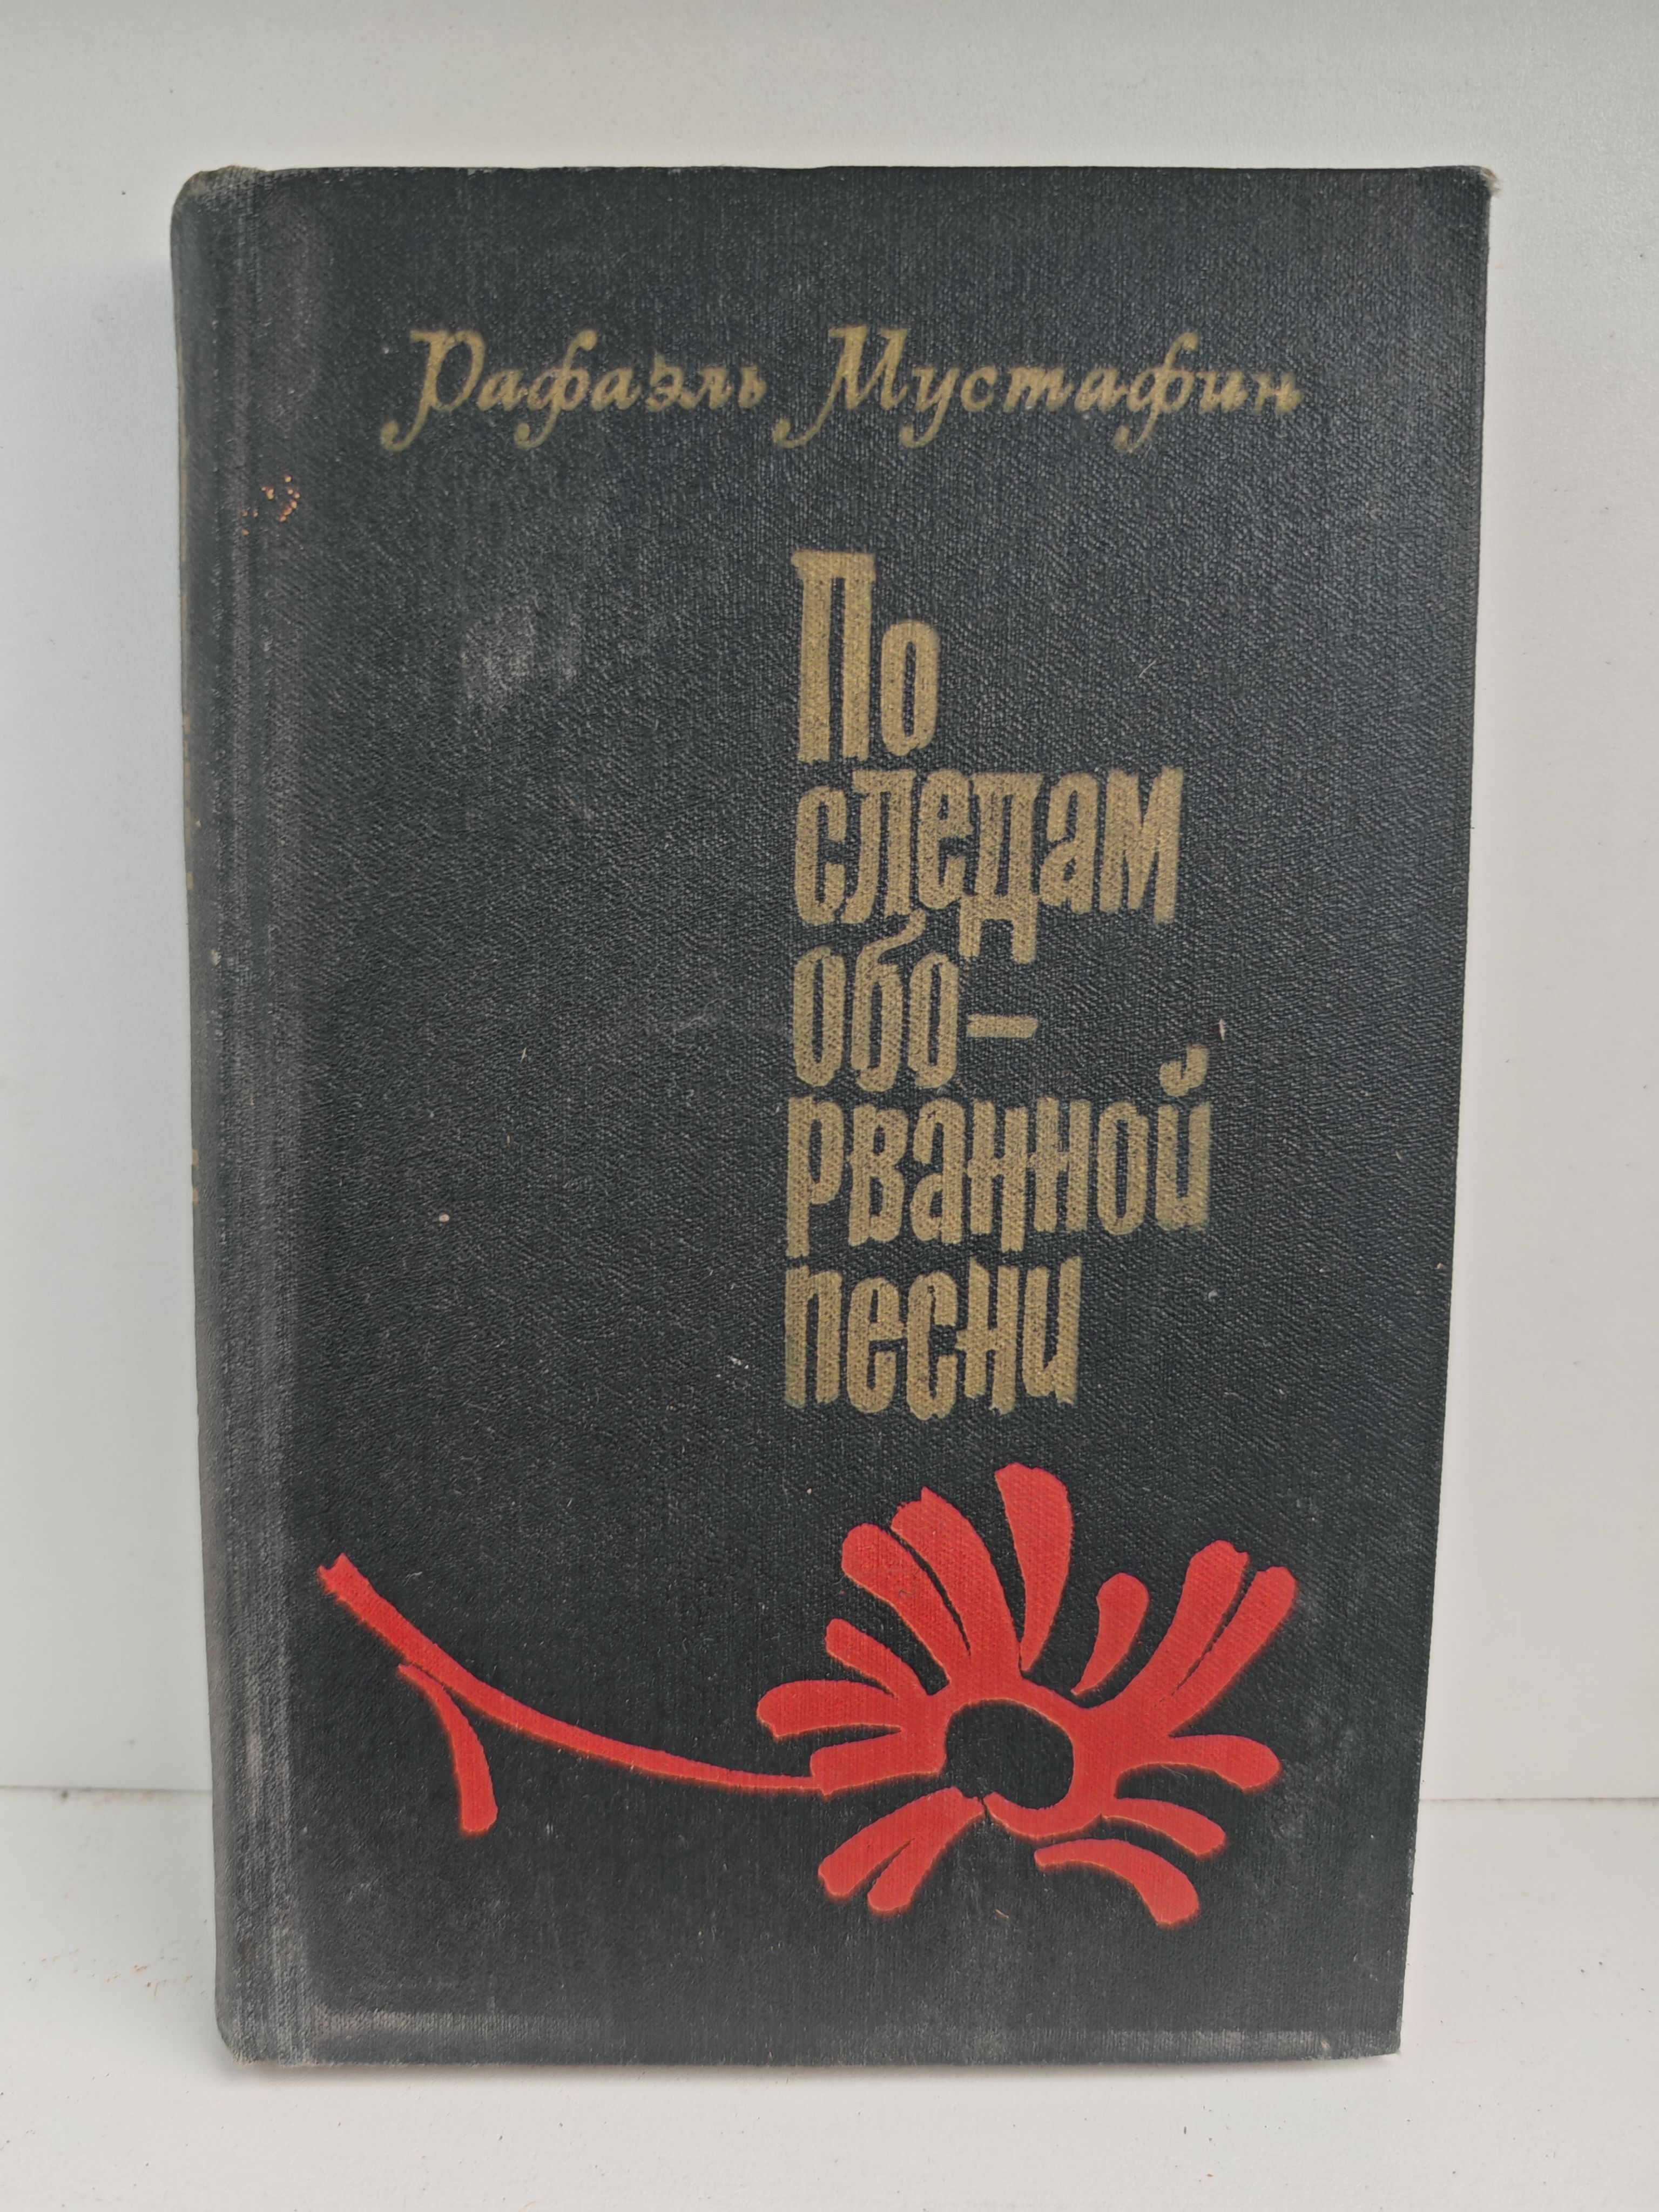 Рафаэль Мустафин
По
следам
обо-
рванной
песни